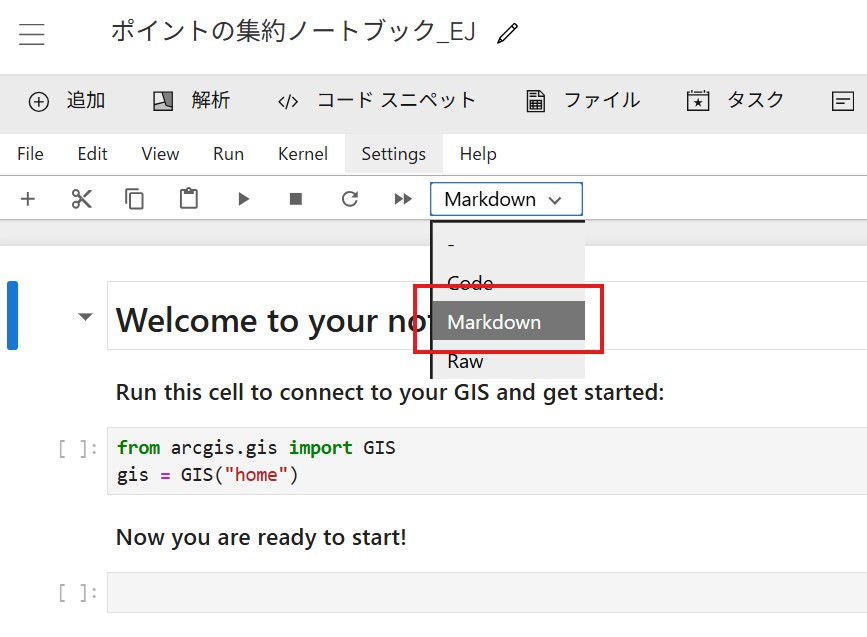 ポイントの集約ノートブック_EJ
追加 解析 コード スニペット ファイル タスク
File Edit View Run Kernel Settings Help
Markdown
-
Code
Markdown
Raw
Welcome to your not
Run this cell to connect to your GIS and get started:
[ ]: from arcgis.gis import GIS
gis = GIS("home")
Now you are ready to start!
[ ]: